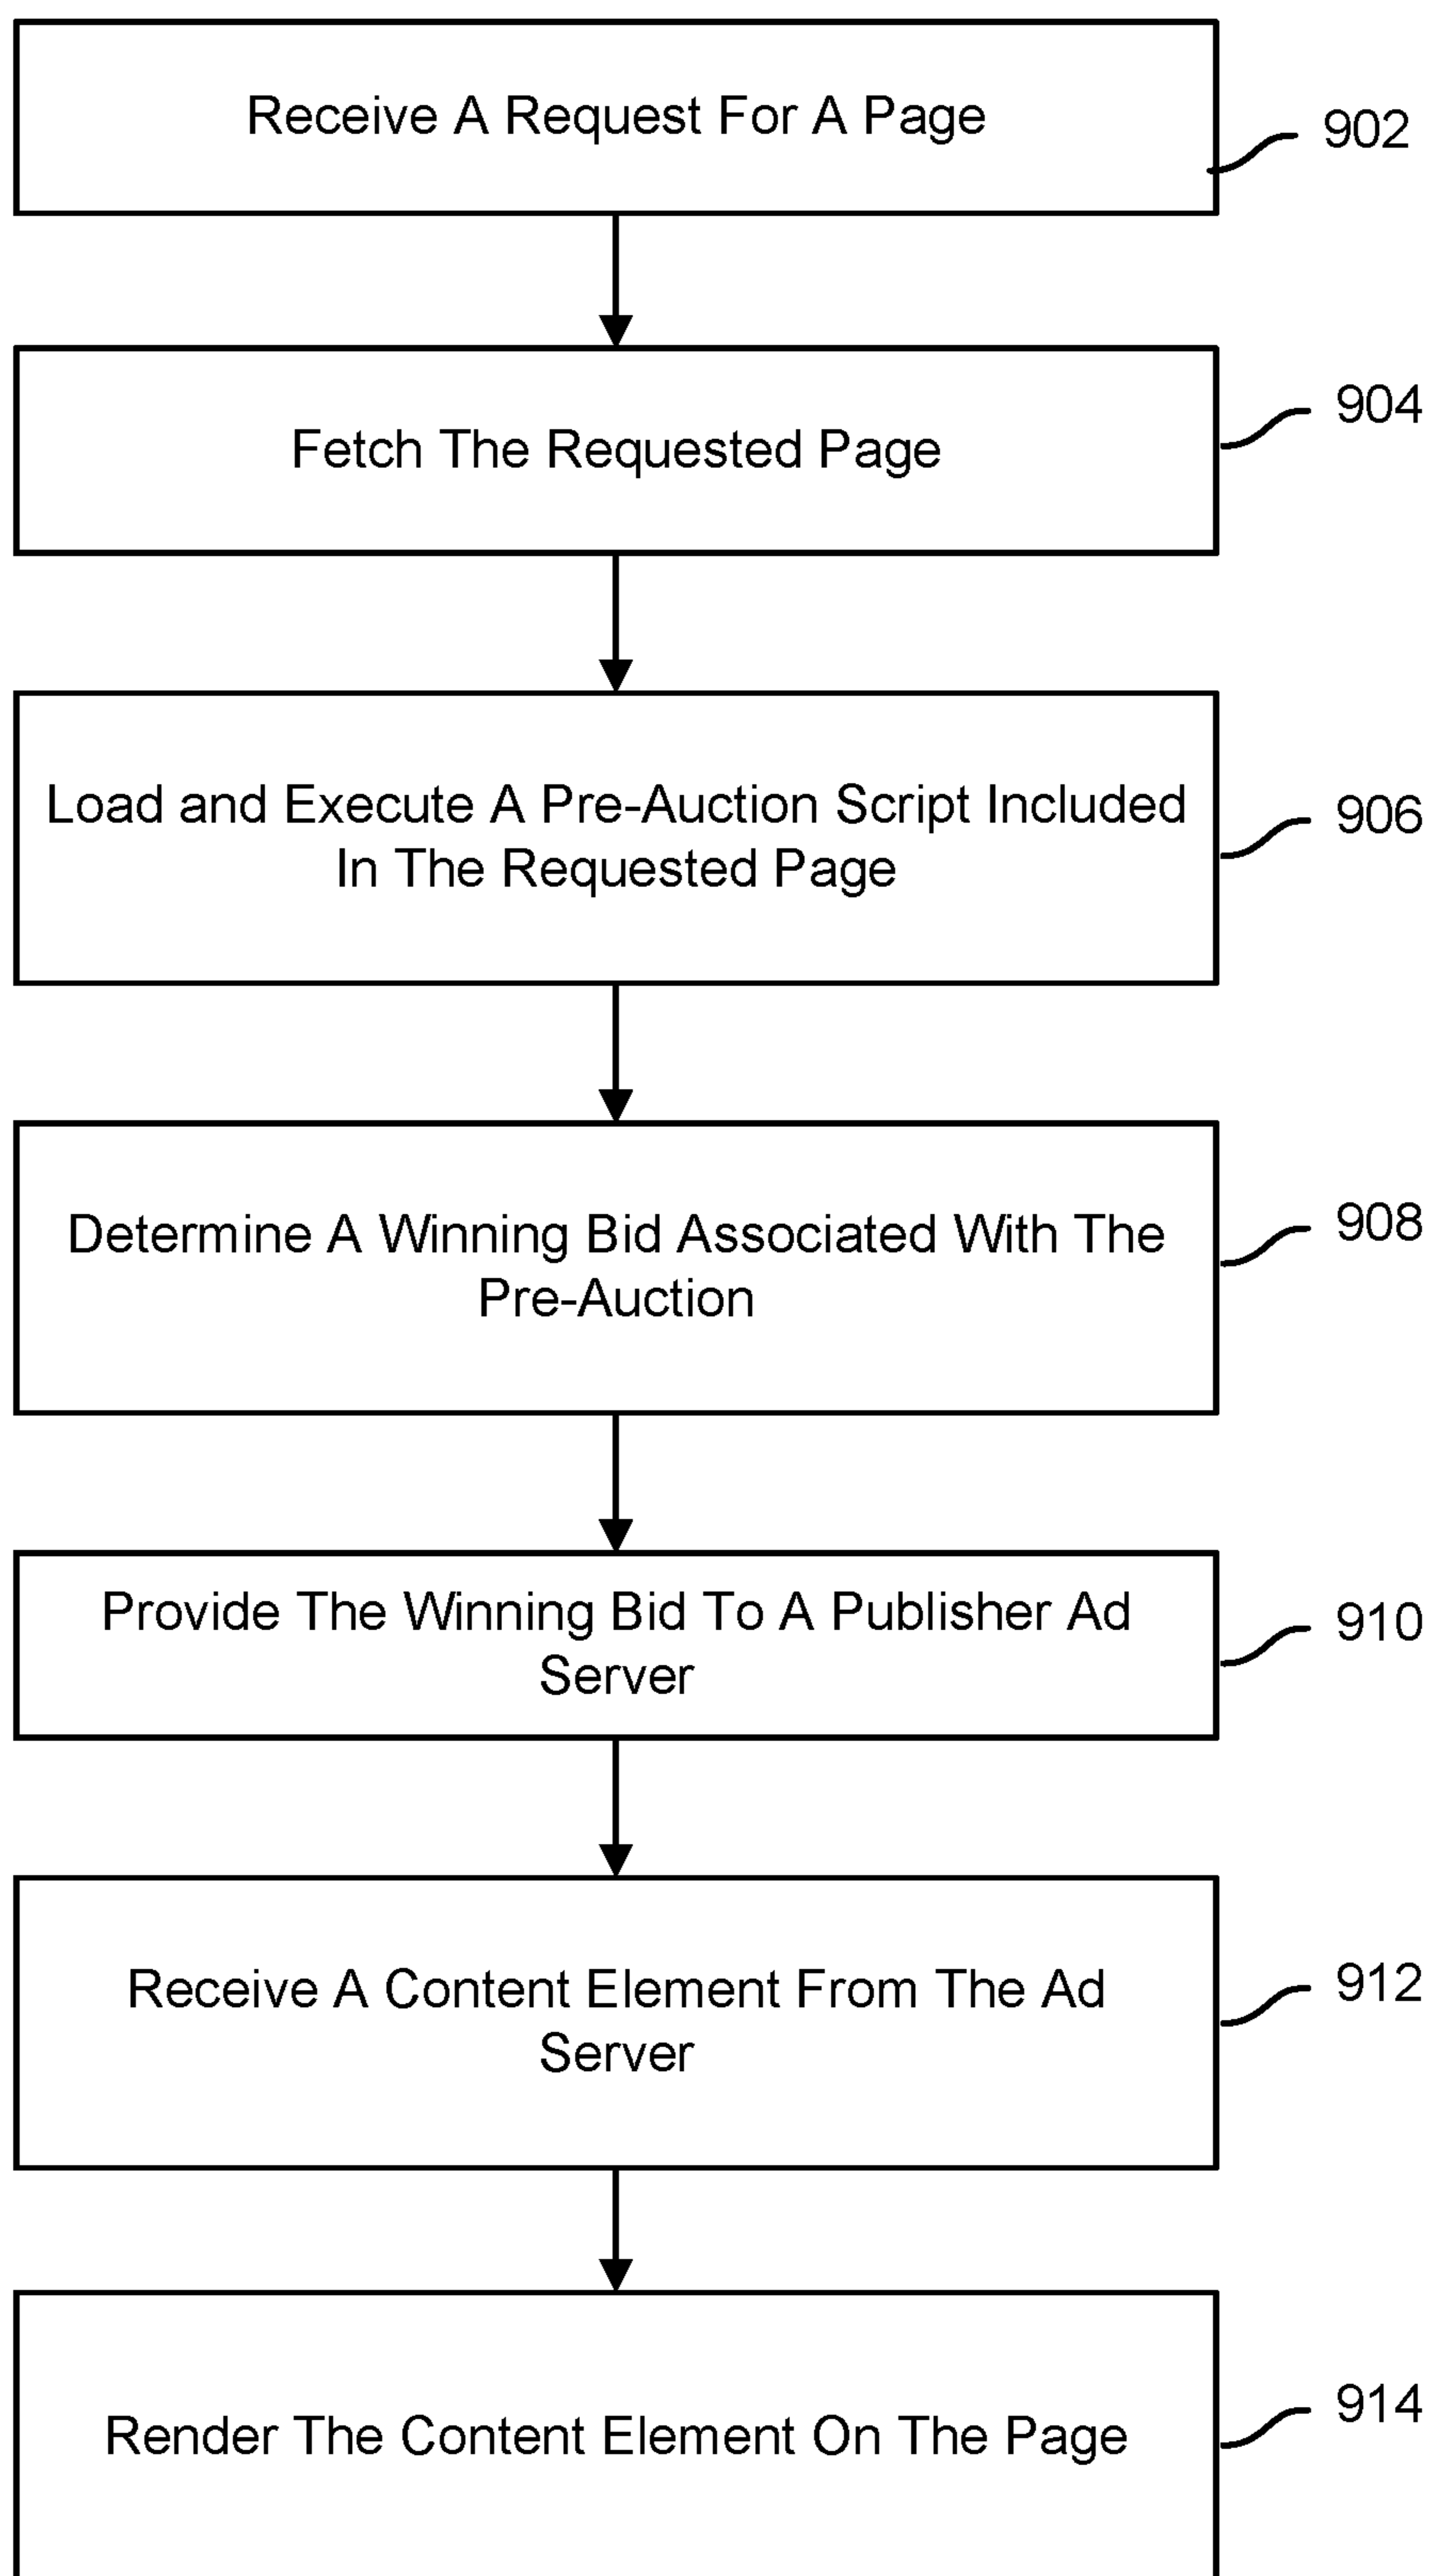 Receive A Request For A Page
902
Fetch The Requested Page
904
Load and Execute A Pre-Auction Script Included
In The Requested Page
906
Determine A Winning Bid Associated With The
Pre-Auction
908
Provide The Winning Bid To A Publisher Ad
Server
910
Receive A Content Element From The Ad
Server
912
Render The Content Element On The Page
914